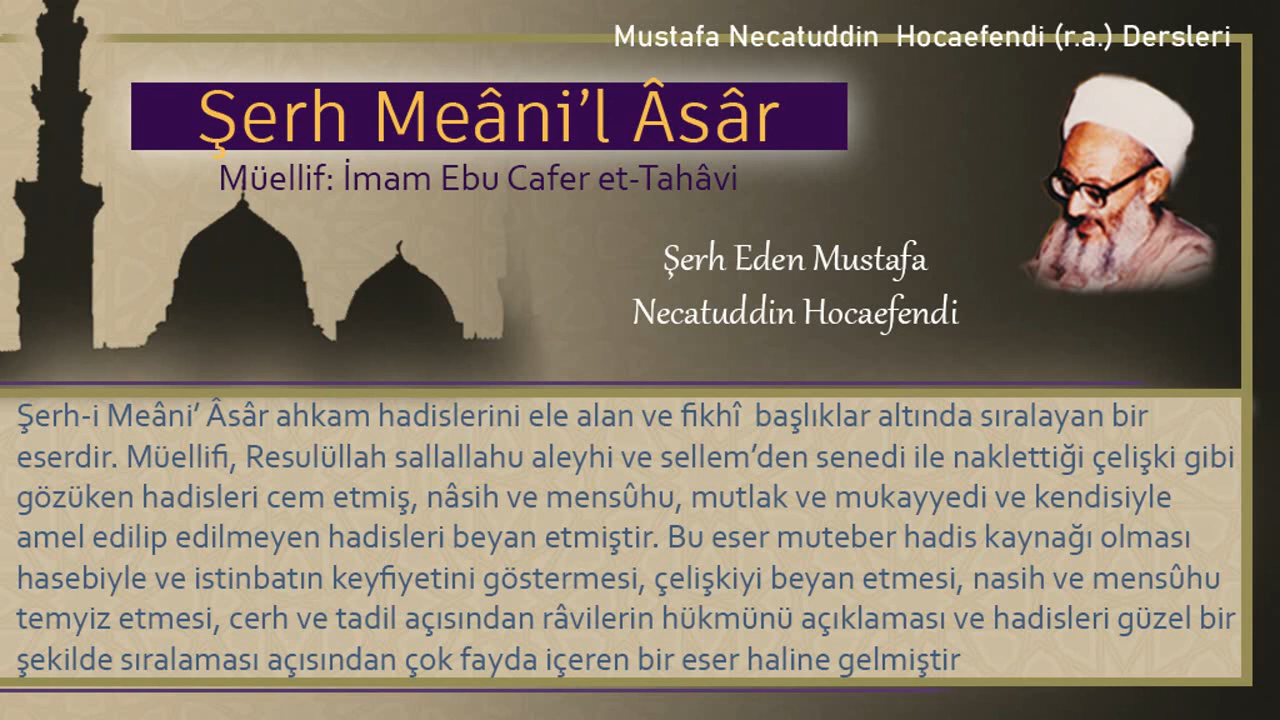 Mustafa Necatuddin Hocaefendi (r.a.) Dersleri
Şerh Meâni’l Âsâr
Müellif: İmam Ebu Cafer et-Tahâvi
Şerh Eden Mustafa
Necatuddin Hocaefendi
Şerh-i Meâni’ Âsâr ahkam hadislerini ele alan ve fıkhî başlıklar altında sıralayan bir
eserdir. Müellifi, Resulüllah sallallahu aleyhi ve sellem’den senedi ile naklettiği çelişki gibi
gözüken hadisleri cem etmiş, nâsih ve mensûhu, mutlak ve mukayyedi ve kendisiyle
amel edilip edilmeyen hadisleri beyan etmiştir. Bu eser muteber hadis kaynağı olması
hasebiyle ve istinbatın keyfiyetini göstermesi, çelişkiyi beyan etmesi, nasih ve mensûhu
temyiz etmesi, cerh ve tadil açısından râvilerin hükmünü açıklaması ve hadisleri güzel bir
şekilde sıralaması açısından çok fayda içeren bir eser haline gelmiştir